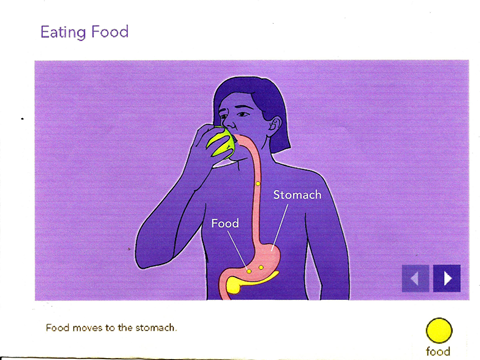 Eating Food
Stomach
Food
Food moves to the stomach.
food